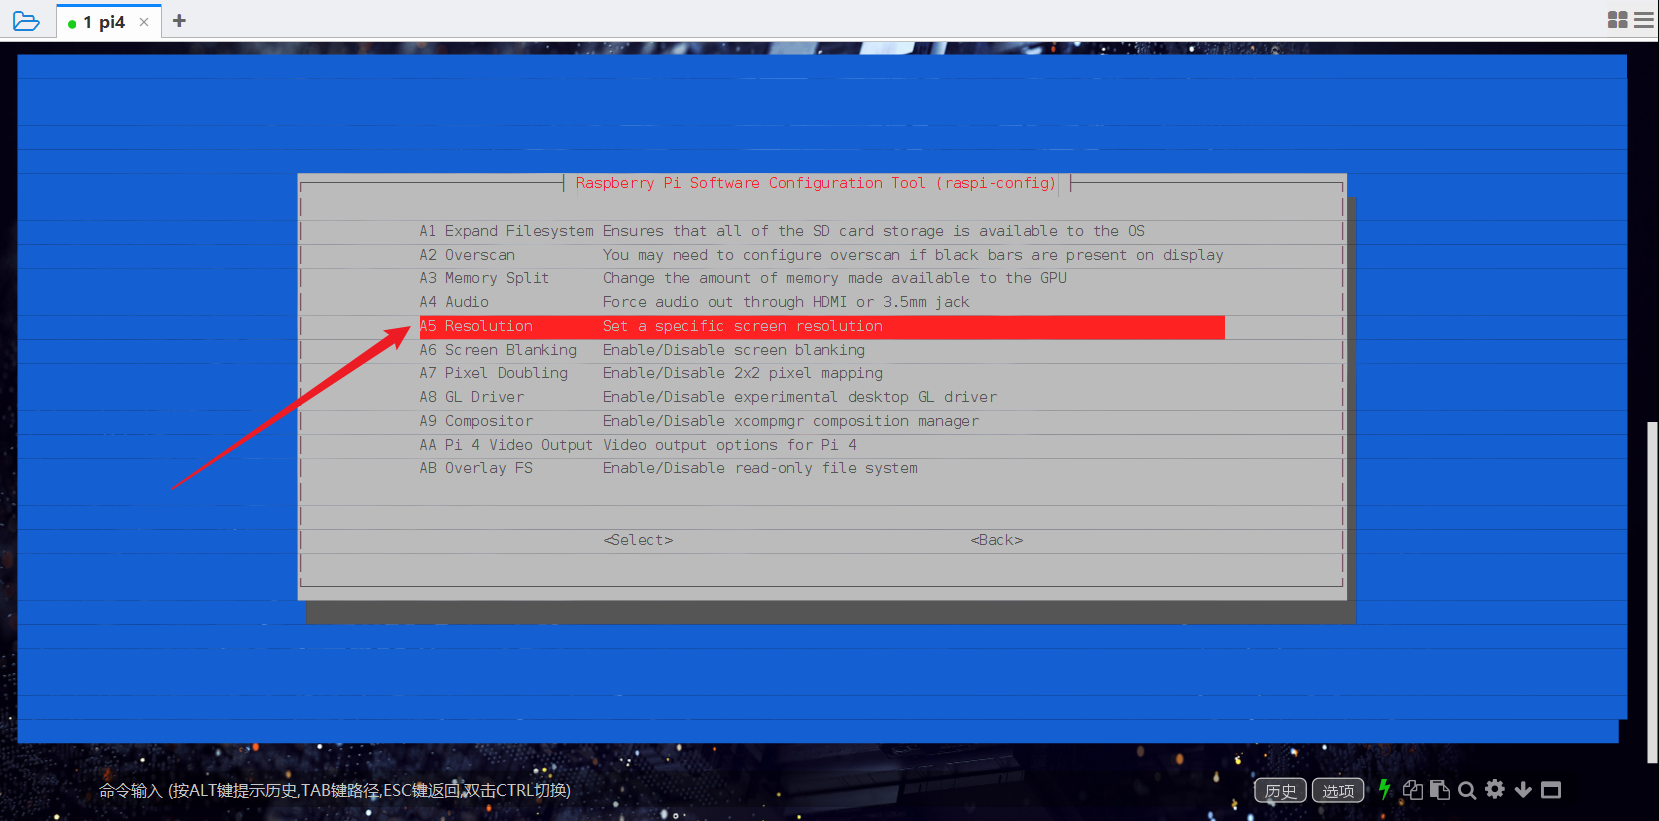 1 pi4
Raspberry Pi Software Configuration Tool (raspi-config)
A1 Expand Filesystem Ensures that all of the SD card storage is available to the OS
A2 Overscan You may need to configure overscan if black bars are present on display
A3 Memory Split Change the amount of memory made available to the GPU
A4 Audio Force audio out through HDMI or 3.5mm jack
A5 Resolution Set a specific screen resolution
A6 Screen Blanking Enable/Disable screen blanking
A7 Pixel Doubling Enable/Disable 2x2 pixel mapping
A8 GL Driver Enable/Disable experimental desktop GL driver
A9 Compositor Enable/Disable xcompmgr composition manager
AA Pi 4 Video Output Video output options for Pi 4
AB Overlay FS Enable/Disable read-only file system
<Select> <Back>
命令输入 (按ALT键提示历史,TAB键路径,ESC键返回,双击CTRL切换) 历史 选项